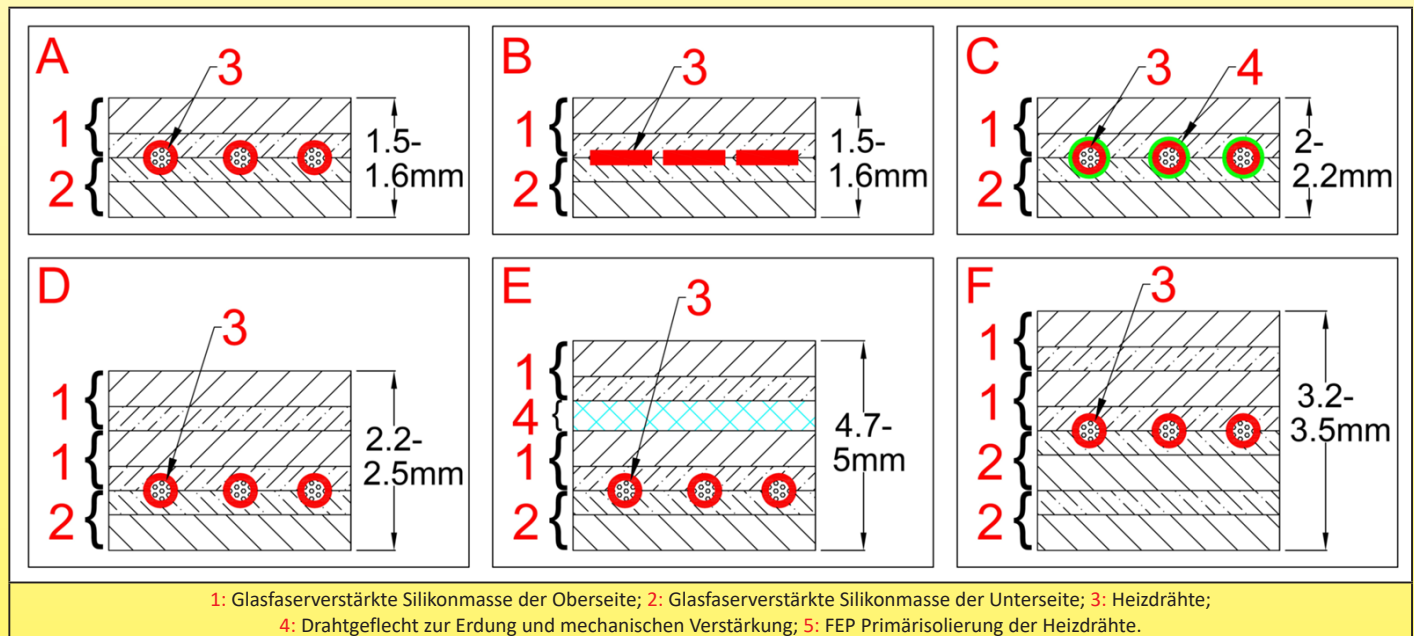 A
3
1
2
1.5-
1.6mm
B
3
1
2
1.5-
1.6mm
C
3
4
1
2
2-
2.2mm
D
3
1
1
2
2.2-
2.5mm
E
3
1
4
1
2
4.7-
5mm
F
3
1
1
2
2
3.2-
3.5mm
1: Glasfaserverstärkte Silikonmasse der Oberseite; 2: Glasfaserverstärkte Silikonmasse der Unterseite; 3: Heizdrähte;
4: Drahtgeflecht zur Erdung und mechanischen Verstärkung; 5: FEP Primärisolierung der Heizdrähte.